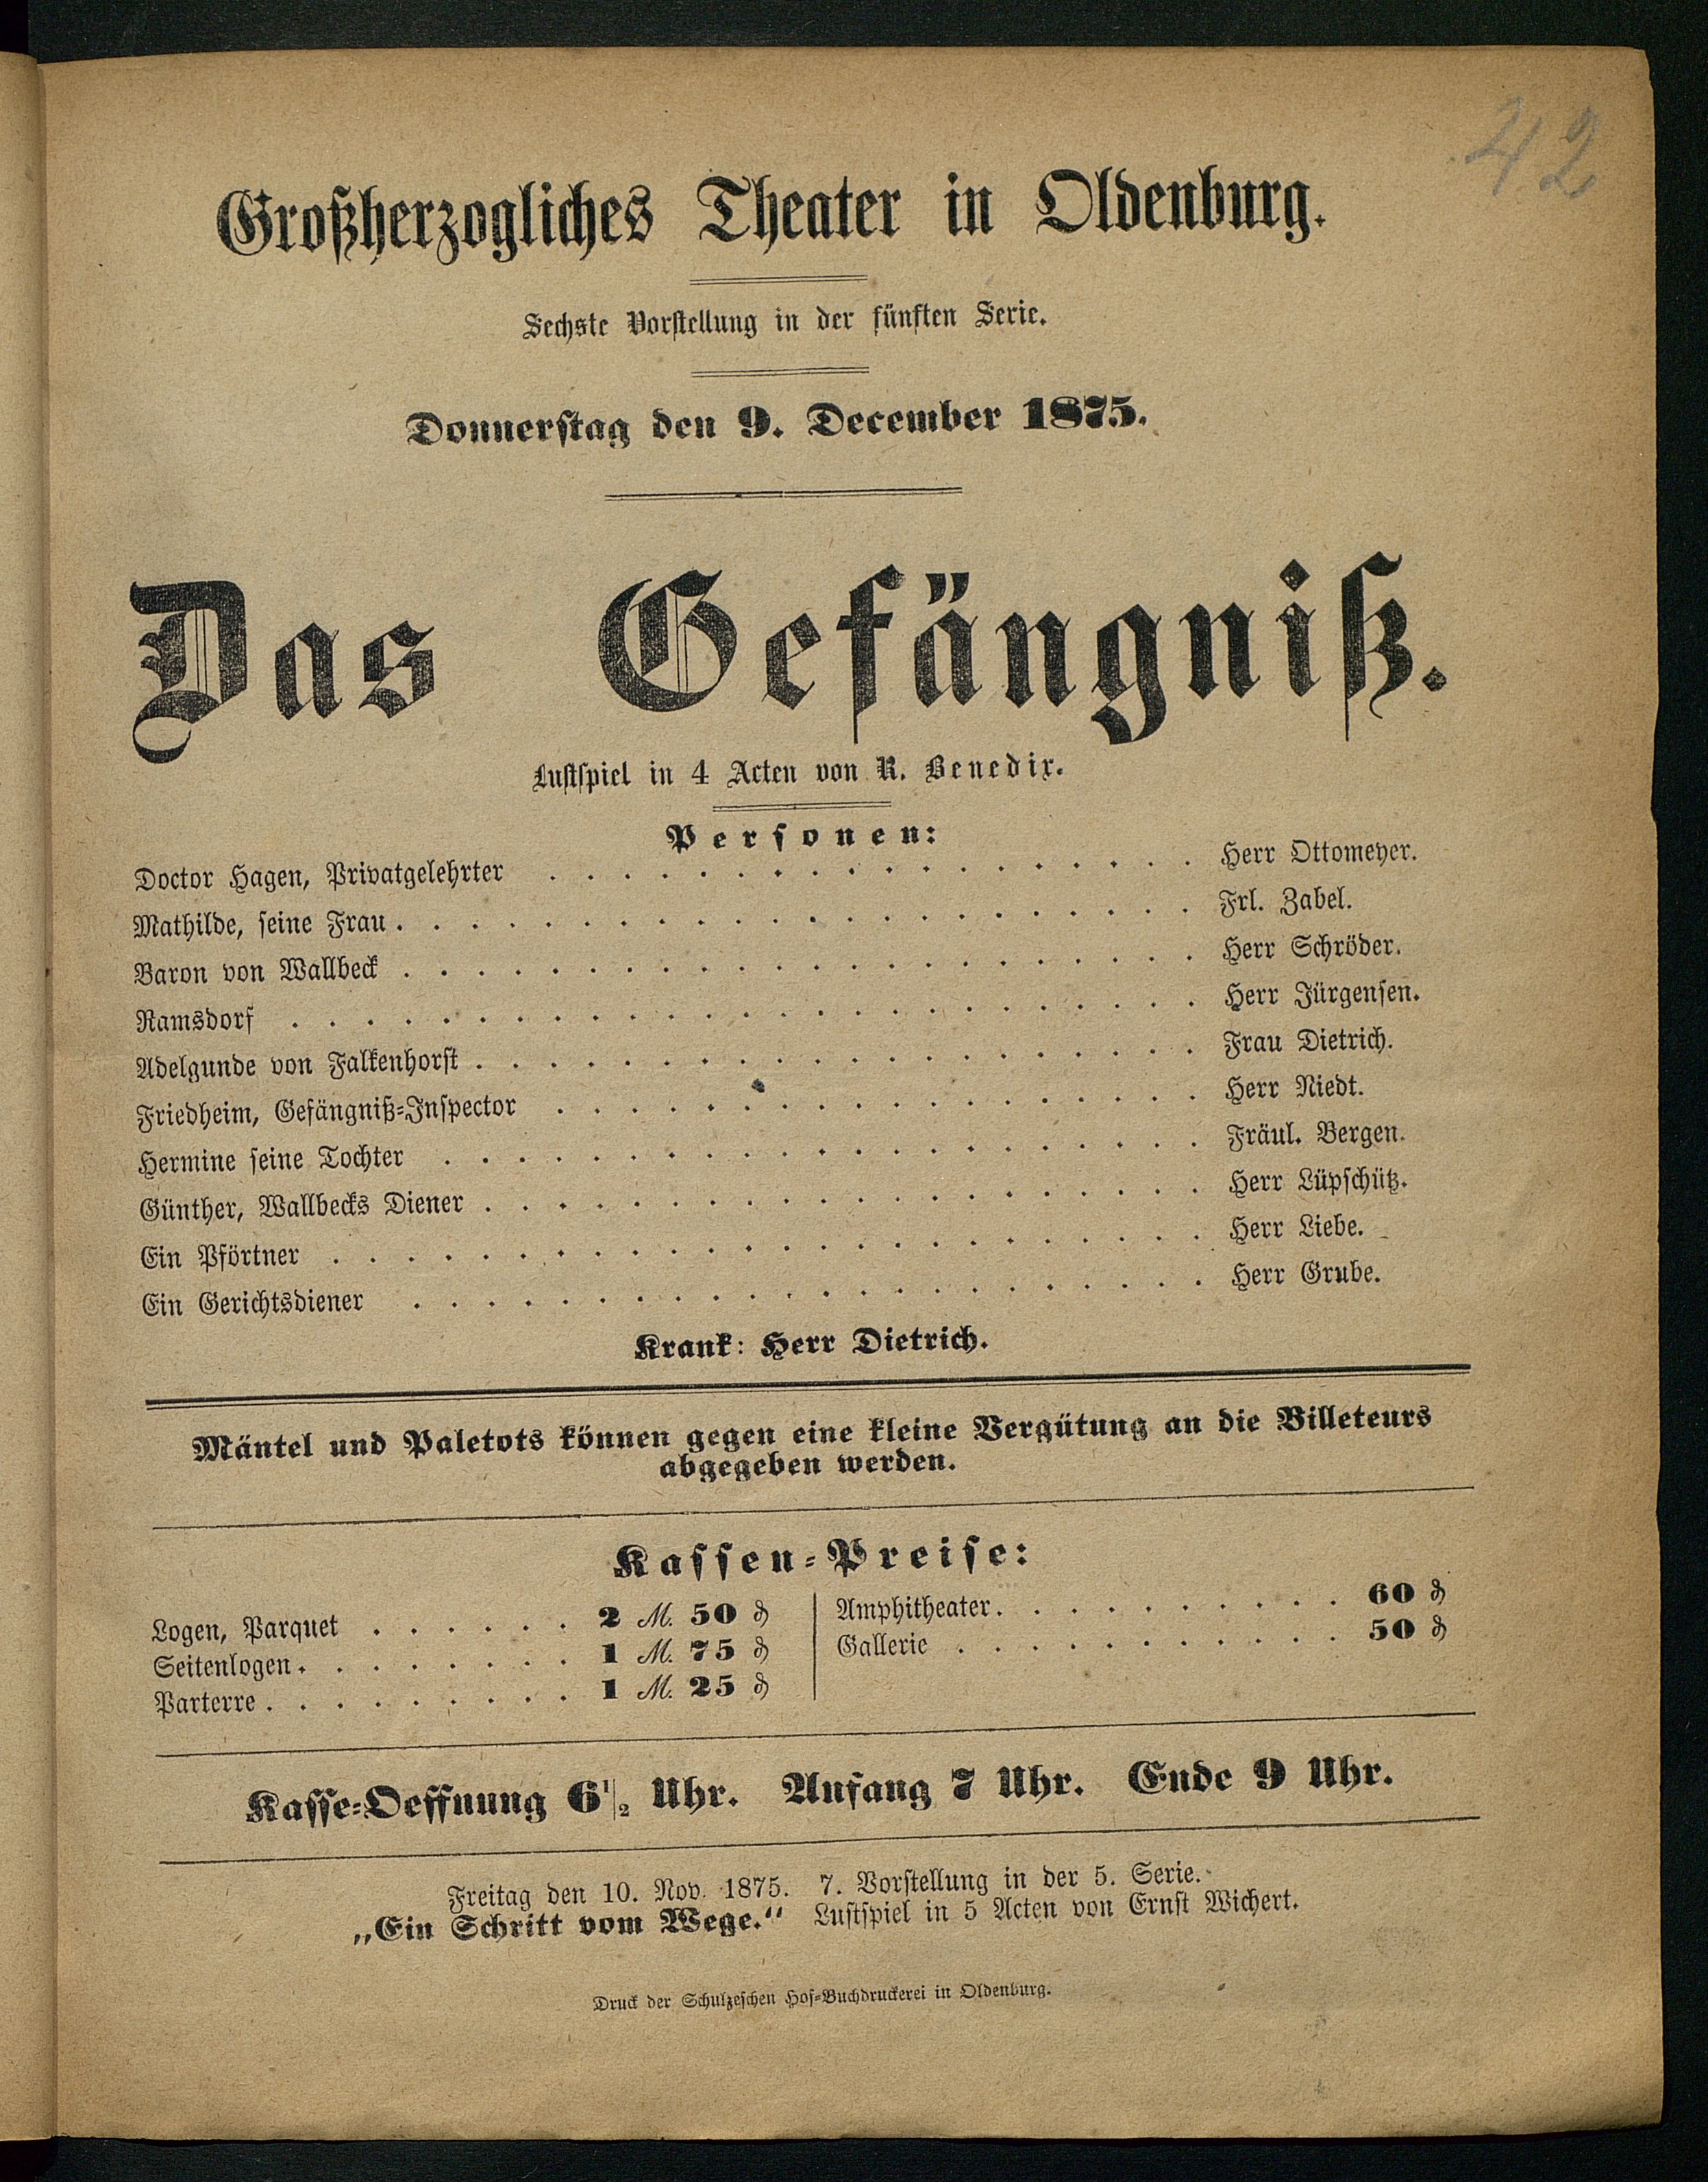 42
Großherzogliches Theater in Oldenburg.
Sechste Vorstellung in der fünften Serie.
Donnerstag den 9. December 1875.
Das Gefängniß.
Lustspiel in 4 Acten von R. Benedix.
Personen:
Doctor Hagen, Privatgelehrter . . . . . . . . . . . . . . . . . . Herr Ottomeyer.
Mathilde, seine Frau . . . . . . . . . . . . . . . . . . . . . . Frl. Zabel.
Baron von Wallbeck . . . . . . . . . . . . . . . . . . . . . . Herr Schröder.
Ramsdorf . . . . . . . . . . . . . . . . . . . . . . . . . Herr Jürgensen.
Adelgunde von Falkenhorst . . . . . . . . . . . . . . . . . . . . Frau Dietrich.
Friedheim, Gefängniß-Inspector . . . . . . . . . . . . . . . . . . Herr Niedt.
Hermine seine Tochter . . . . . . . . . . . . . . . . . . . . . Fräul. Bergen.
Günther, Wallbecks Diener . . . . . . . . . . . . . . . . . . . . Herr Lüpschütz.
Ein Pförtner . . . . . . . . . . . . . . . . . . . . . . . . Herr Liebe.
Ein Gerichtsdiener . . . . . . . . . . . . . . . . . . . . . . Herr Grube.
Krank: Herr Dietrich.
Mäntel und Paletots können gegen eine kleine Vergütung an die Billeteurs
abgegeben werden.
Kassen-Preise:
Logen, Parquet . . . . . . 2 M. 50 ₰
Seitenlogen . . . . . . . . 1 M. 75 ₰
Parterre . . . . . . . . . 1 M. 25 ₰
Amphitheater . . . . . . . . . . 60 ₰
Gallerie . . . . . . . . . . . 50 ₰
Kasse-Oeffnung 6 1/2 Uhr. Anfang 7 Uhr. Ende 9 Uhr.
Freitag den 10. Nov. 1875. 7. Vorstellung in der 5. Serie.
„Ein Schritt vom Wege.“ Lustspiel in 5 Acten von Ernst Wichert.
Druck der Schulzeschen Hof-Buchdruckerei in Oldenburg.